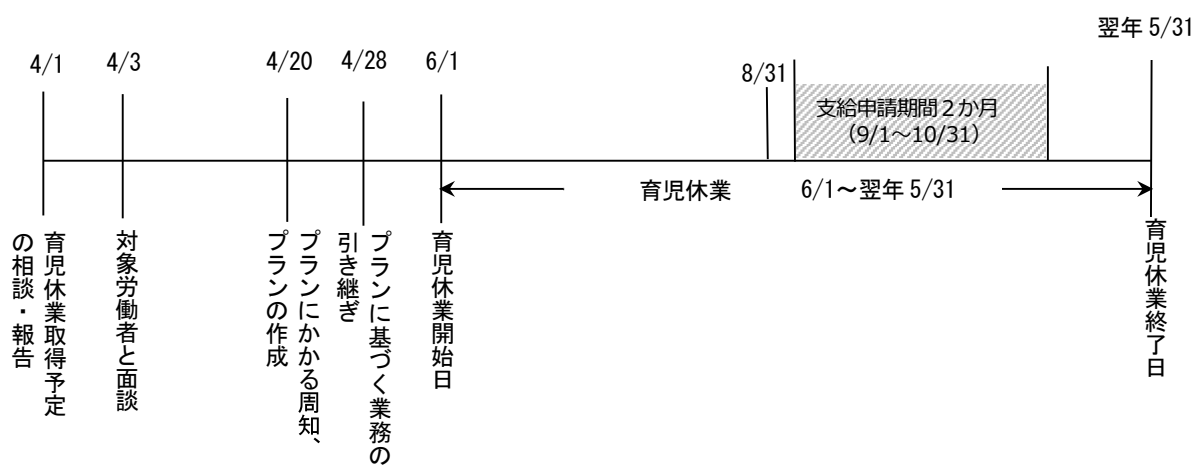 翌年 5/31
4/1
4/3
4/20
4/28
6/1
8/31
支給申請期間２か月
（9/1～10/31）
育児休業
6/1～翌年 5/31
育児休業取得予定
の相談・報告
対象労働者と面談
プランにかかる周知、
プランの作成
プランに基づく業務の
引き継ぎ
育児休業開始日
育児休業終了日